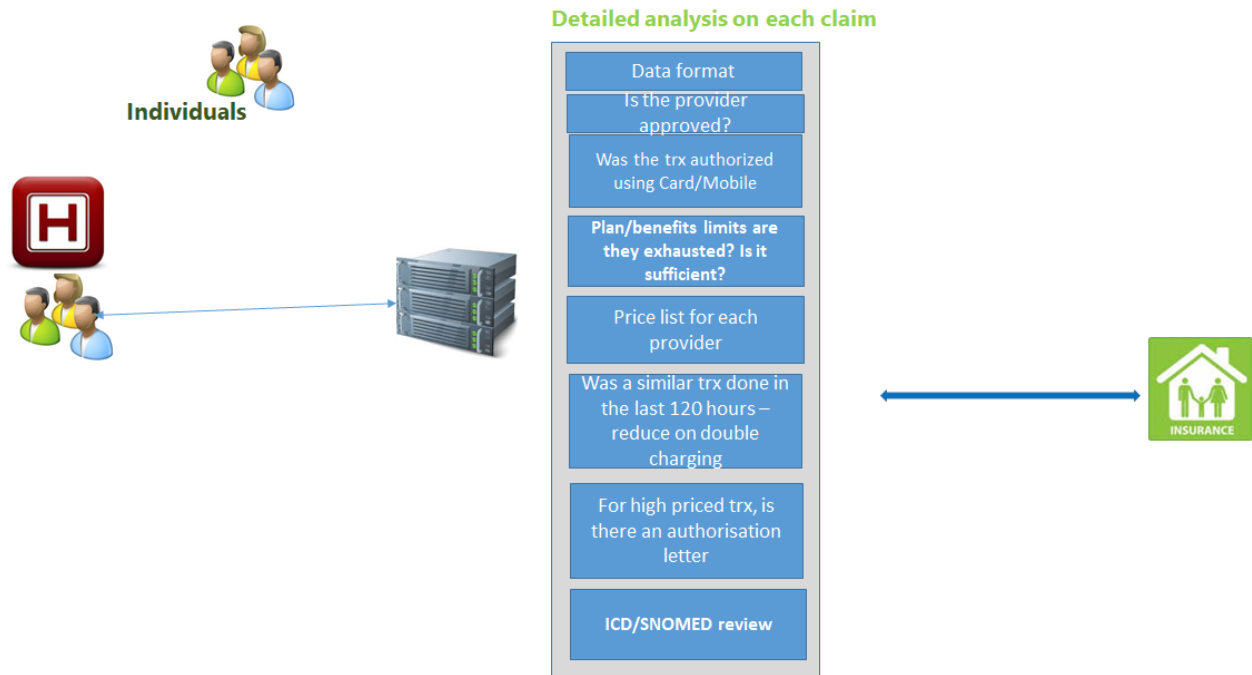 Detailed analysis on each claim
Individuals
H
Data format
Is the provider
approved?
Was the trx authorized
using Card/Mobile
Plan/benefits limits are
they exhausted? Is it
sufficient?
Price list for each
provider
Was a similar trx done in
the last 120 hours –
reduce on double
charging
For high priced trx, is
there an authorisation
letter
ICD/SNOMED review
INSURANCE